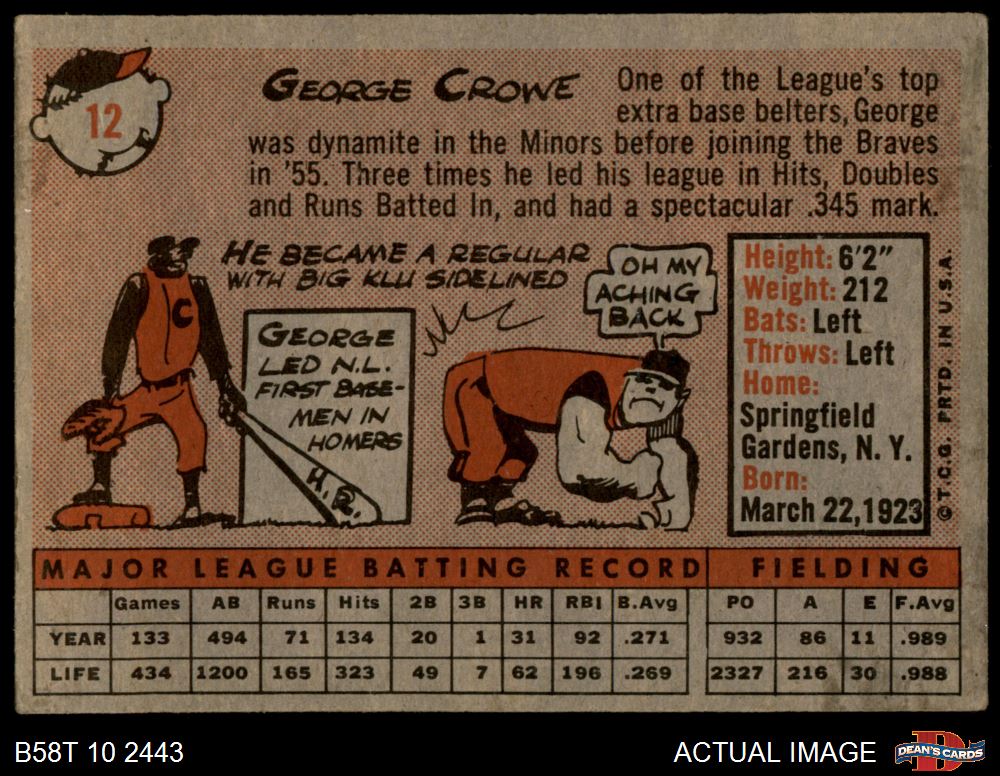 12
GEORGE CROWE
One of the League's top
extra base belters, George
was dynamite in the Minors before joining the Braves
in '55. Three times he led his league in Hits, Doubles
and Runs Batted In, and had a spectacular .345 mark.
HE BECAME A REGULAR
WITH BIG KLU SIDELINED
OH MY
ACHING
BACK
C
GEORGE
LED N.L.
FIRST BASE-
MEN IN
HOMERS
H.R.
Height: 6'2"
Weight: 212
Bats: Left
Throws: Left
Home:
Springfield
Gardens, N. Y.
Born:
March 22, 1923
© T.C.G. PRTD. IN U.S.A.
MAJOR LEAGUE BATTING RECORD FIELDING
Games AB Runs Hits 2B 3B HR RBI B.Avg PO A E F.Avg
YEAR 133 494 71 134 20 1 31 92 .271 932 86 11 .989
LIFE 434 1200 165 323 49 7 62 196 .269 2327 216 30 .988
B58T 10 2443 ACTUAL IMAGE DEAN'S CARDS